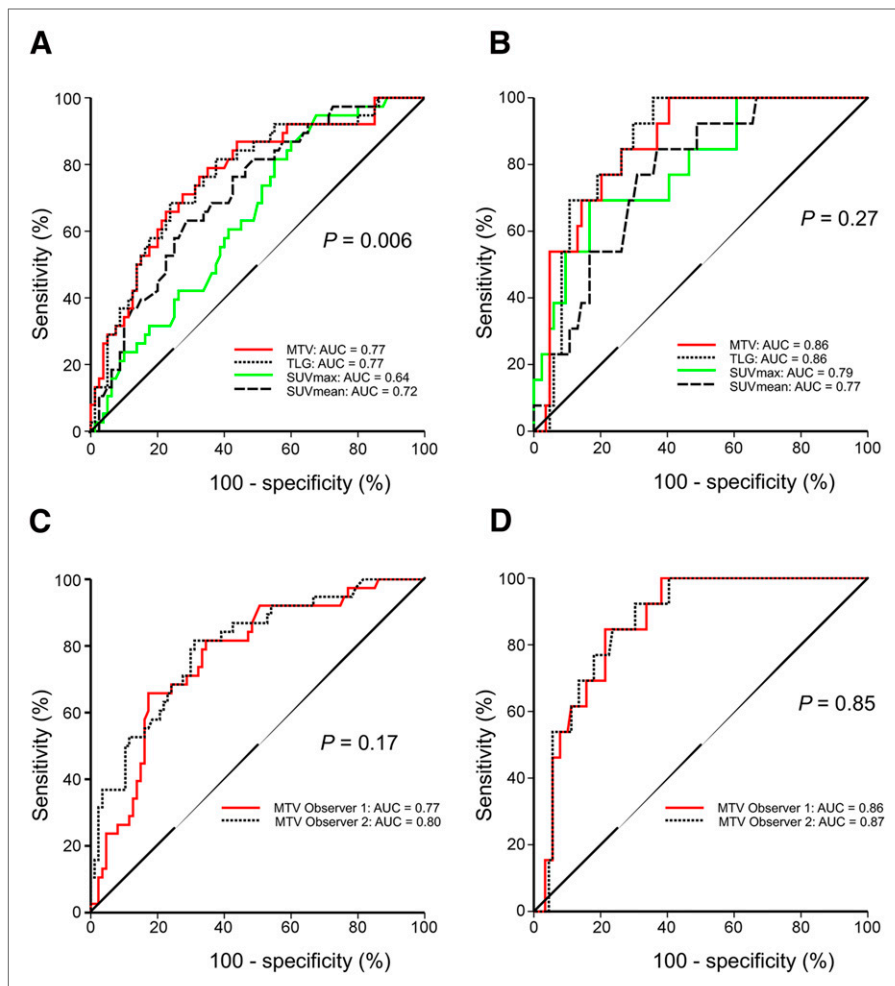 A
Sensitivity (%)
100
80
60
40
20
0
P = 0.006
MTV: AUC = 0.77
TLG: AUC = 0.77
SUVmax: AUC = 0.64
SUVmean: AUC = 0.72
0 20 40 60 80 100
100 - specificity (%)
B
Sensitivity (%)
100
80
60
40
20
0
P = 0.27
MTV: AUC = 0.86
TLG: AUC = 0.86
SUVmax: AUC = 0.79
SUVmean: AUC = 0.77
0 20 40 60 80 100
100 - specificity (%)
C
Sensitivity (%)
100
80
60
40
20
0
P = 0.17
MTV Observer 1: AUC = 0.77
MTV Observer 2: AUC = 0.80
0 20 40 60 80 100
100 - specificity (%)
D
Sensitivity (%)
100
80
60
40
20
0
P = 0.85
MTV Observer 1: AUC = 0.86
MTV Observer 2: AUC = 0.87
0 20 40 60 80 100
100 - specificity (%)